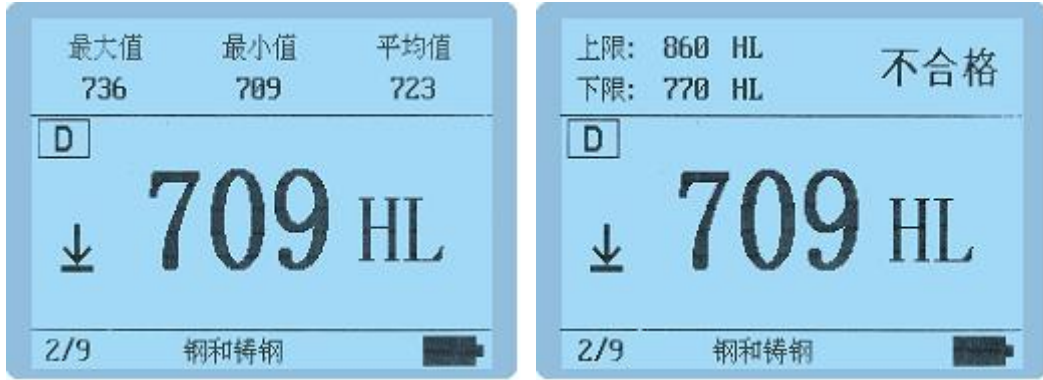 最大值 最小值 平均值
736 709 723
D
709 HL
2/9 钢和铸钢
上限: 860 HL
下限: 770 HL
不合格
D
709 HL
2/9 钢和铸钢